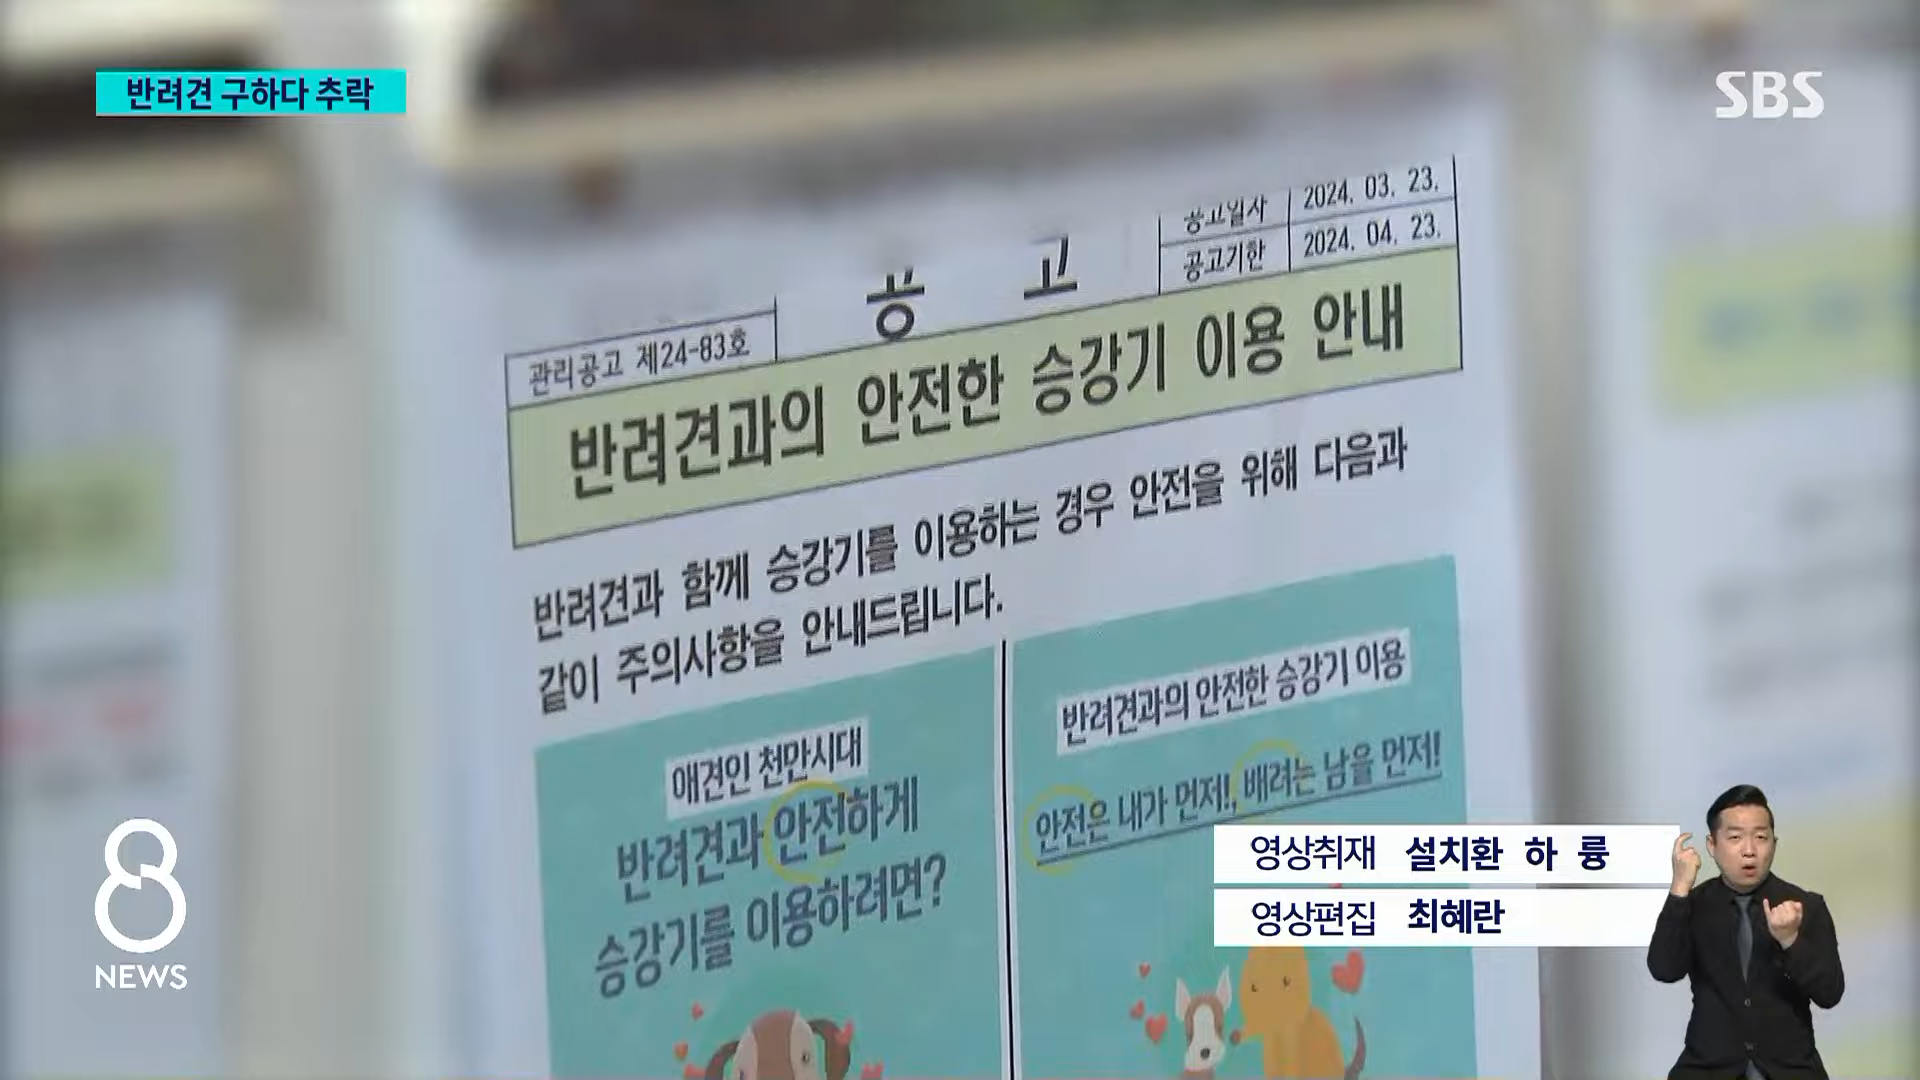 반려견 구하다 추락
SBS
공고일자 2024. 03. 23.
공고기한 2024. 04. 23.
공 고
관리공고 제24-83호
반려견과의 안전한 승강기 이용 안내
반려견과 함께 승강기를 이용하는 경우 안전을 위해 다음과
같이 주의사항을 안내드립니다.
애견인 천만시대
반려견과 안전하게
승강기를 이용하려면?
반려견과의 안전한 승강기 이용
안전은 내가 먼저!, 배려는 남을 먼저!
영상취재 설치환 하 륭
영상편집 최혜란
8
NEWS